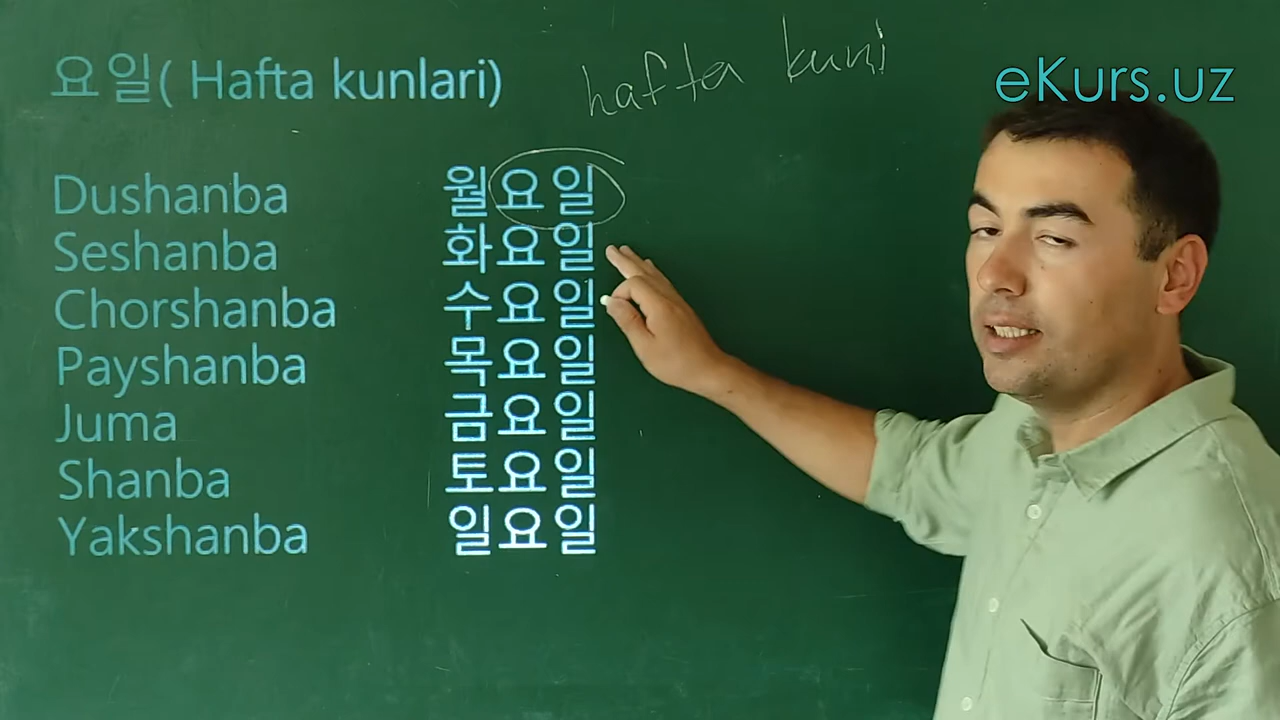 요일( Hafta kunlari)
hafta kuni
eKurs.uz
Dushanba 월요일
Seshanba 화요일
Chorshanba 수요일
Payshanba 목요일
Juma 금요일
Shanba 토요일
Yakshanba 일요일